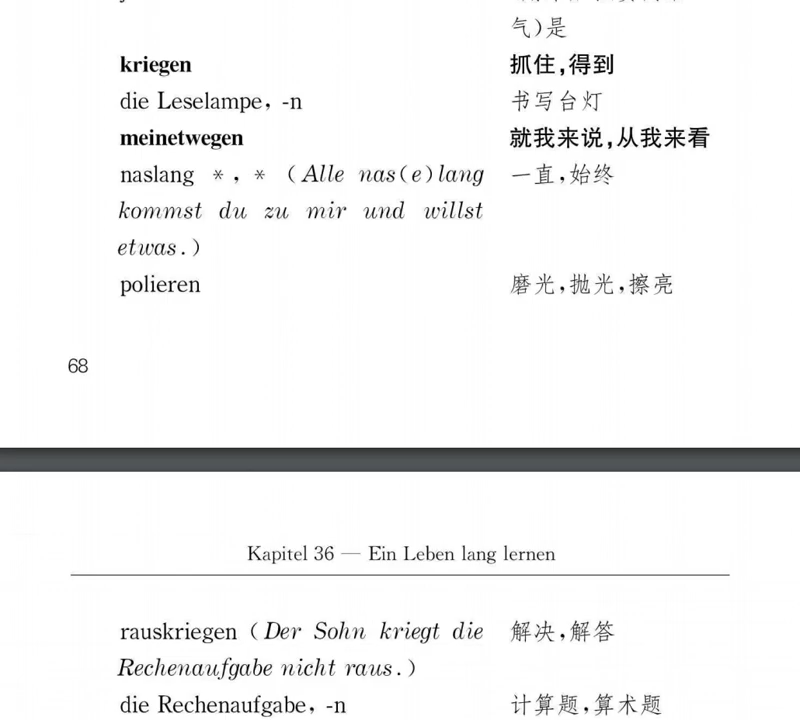 气)是
kriegen 抓住,得到
die Leselampe, -n 书写台灯
meinetwegen 就我来说,从我来看
naslang *, * (Alle nas(e)lang 一直,始终
kommst du zu mir und willst
etwas.)
polieren 磨光,抛光,擦亮
68
Kapitel 36 — Ein Leben lang lernen
rauskriegen (Der Sohn kriegt die 解决,解答
Rechenaufgabe nicht raus.)
die Rechenaufgabe, -n 计算题,算术题